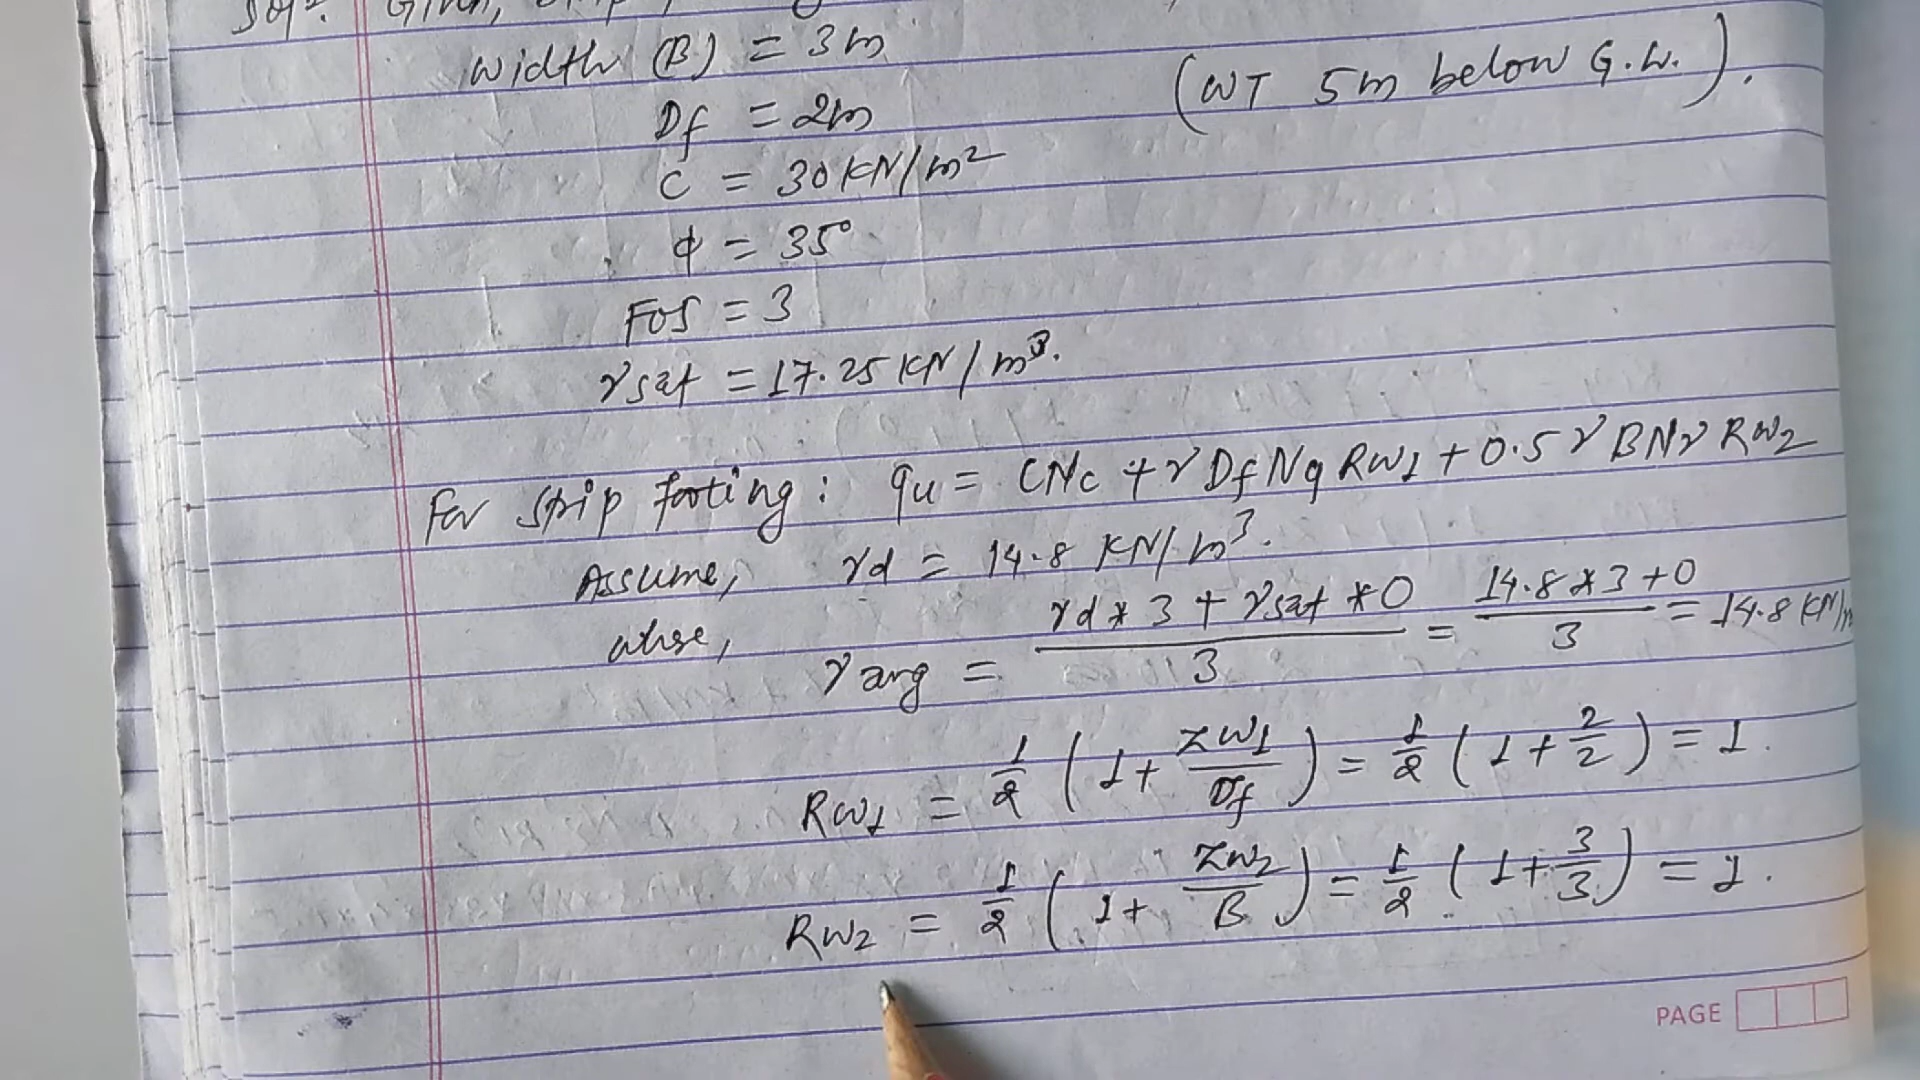 Given,
Width (B) = 3m
(WT 5m below G.W.).
Df = 2m
C = 30 KN/m²
ϕ = 35°
FOS = 3
γsat = 17.25 KN/m³.
For strip footing: qu = CNc + γ Df Nq Rw1 + 0.5 γ B Nγ Rw2
Assume, γd = 14.8 KN/m³.
γavg = (γd * 3 + γsat * 0)/3 = (14.8 * 3 + 0)/3 = 14.8 KN/m
Rw1 = 1/2 (1 + Zw1/Df) = 1/2 (1 + 2/2) = 1.
Rw2 = 1/2 (1 + Zw2/B) = 1/2 (1 + 3/3) = 1.
PAGE